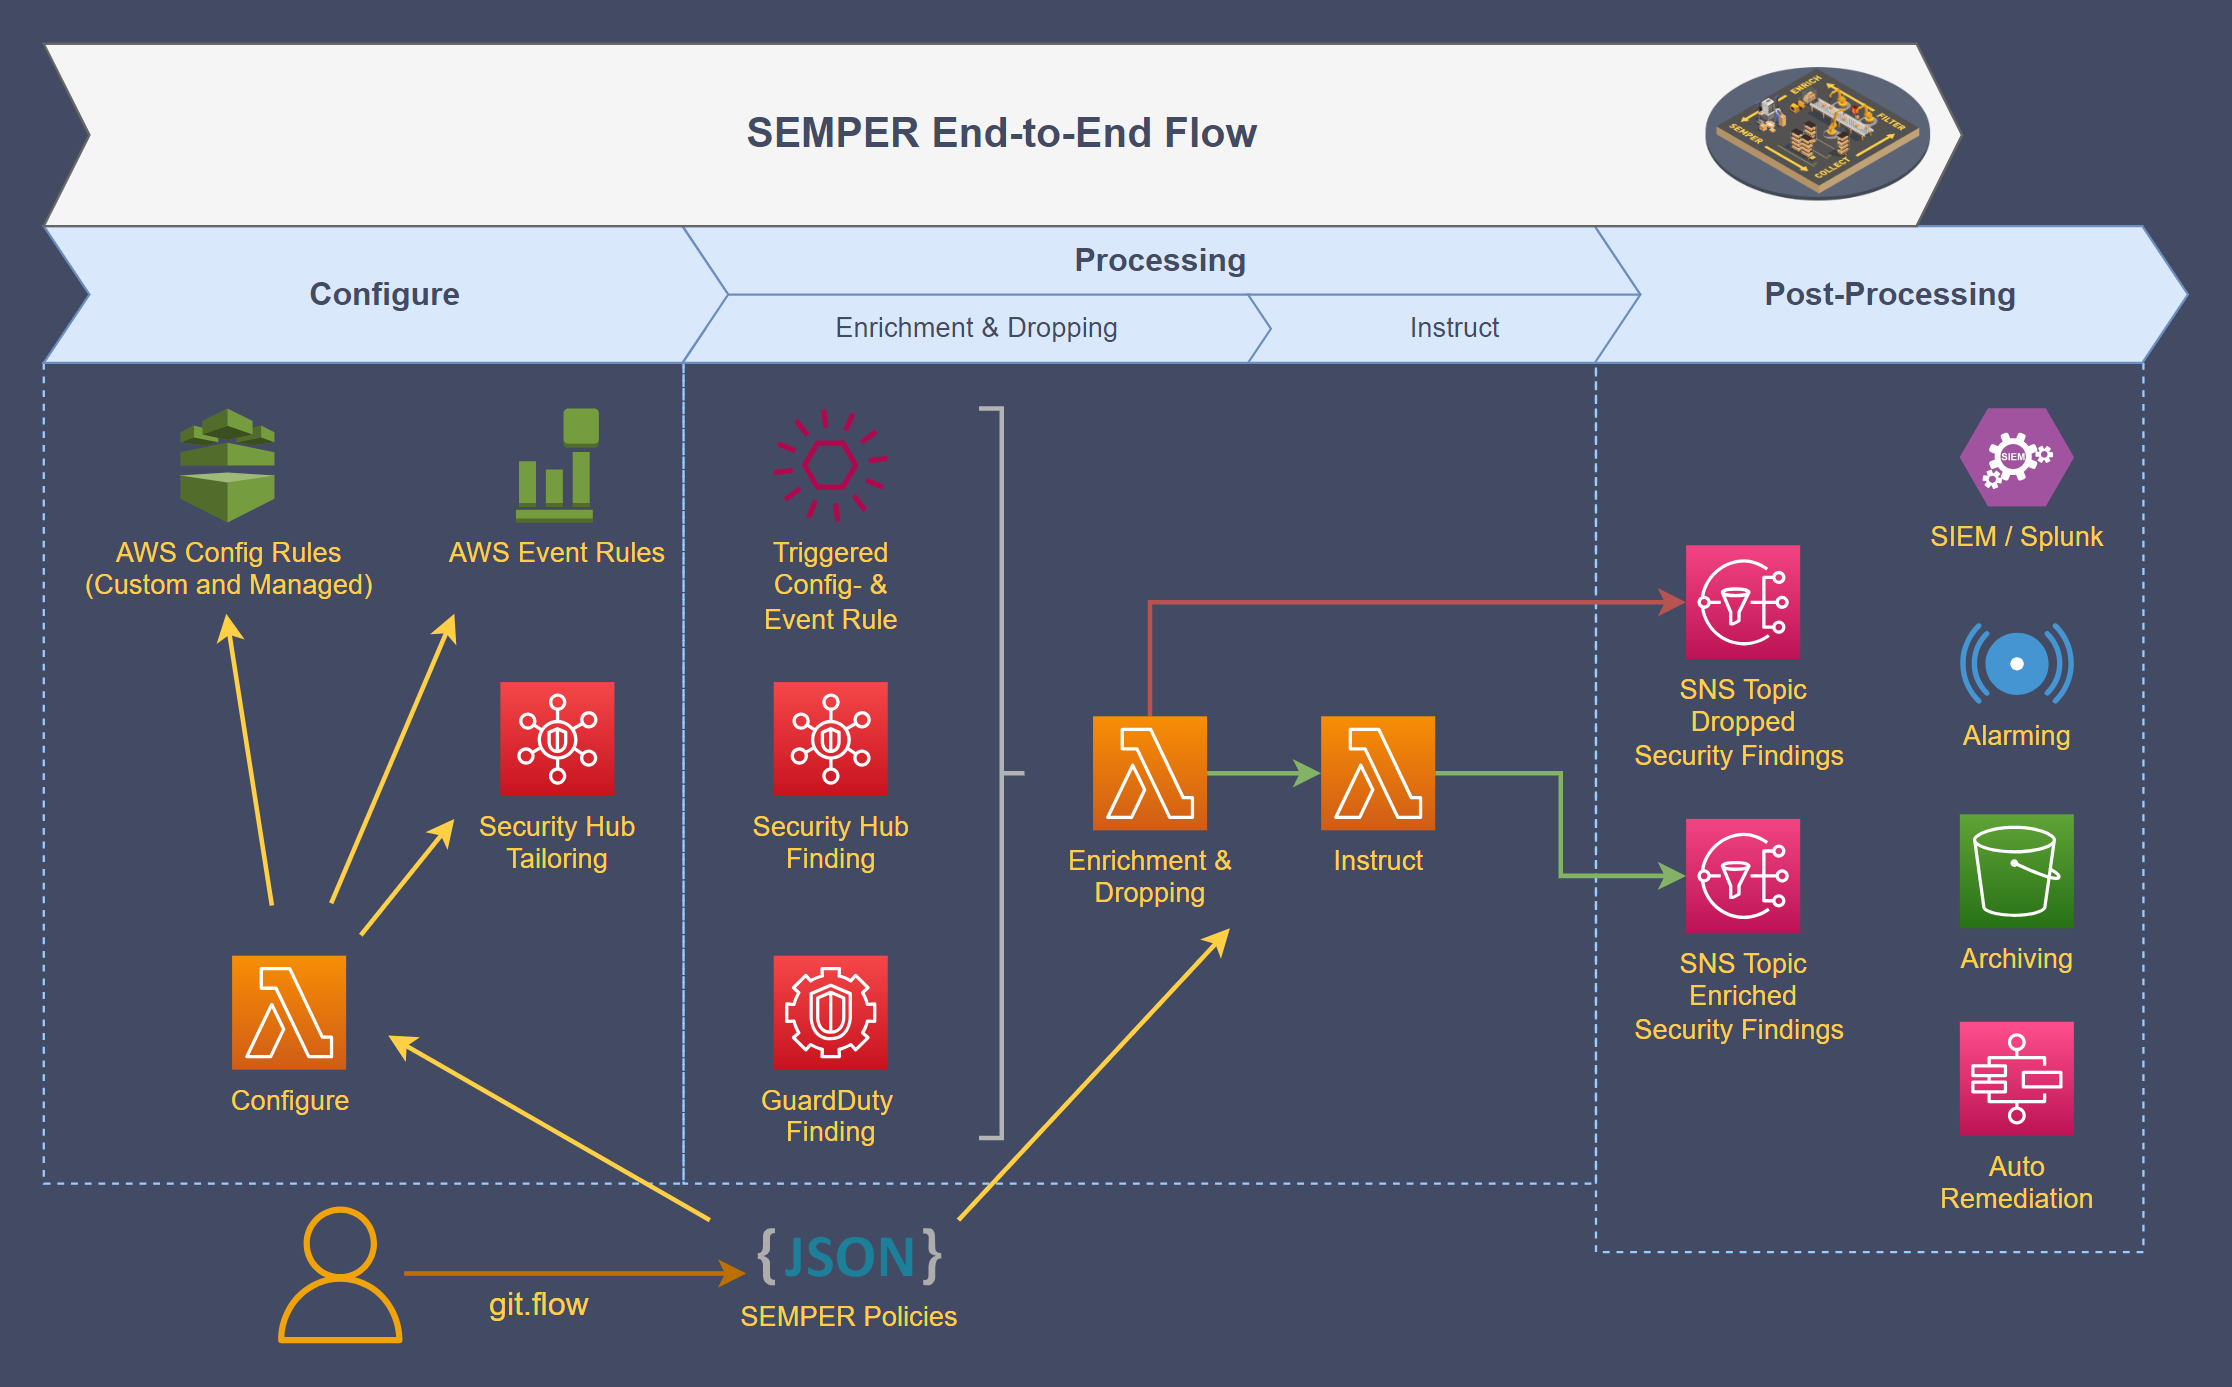 SEMPER End-to-End Flow
ENRICH
FILTER
SEMPER
COLLECT
Configure
Processing
Enrichment & Dropping
Instruct
Post-Processing
AWS Config Rules
(Custom and Managed)
AWS Event Rules
Security Hub
Tailoring
Configure
Triggered
Config- &
Event Rule
Security Hub
Finding
GuardDuty
Finding
Enrichment &
Dropping
Instruct
SNS Topic
Dropped
Security Findings
SNS Topic
Enriched
Security Findings
SIEM
SIEM / Splunk
Alarming
Archiving
Auto
Remediation
git.flow
{JSON}
SEMPER Policies